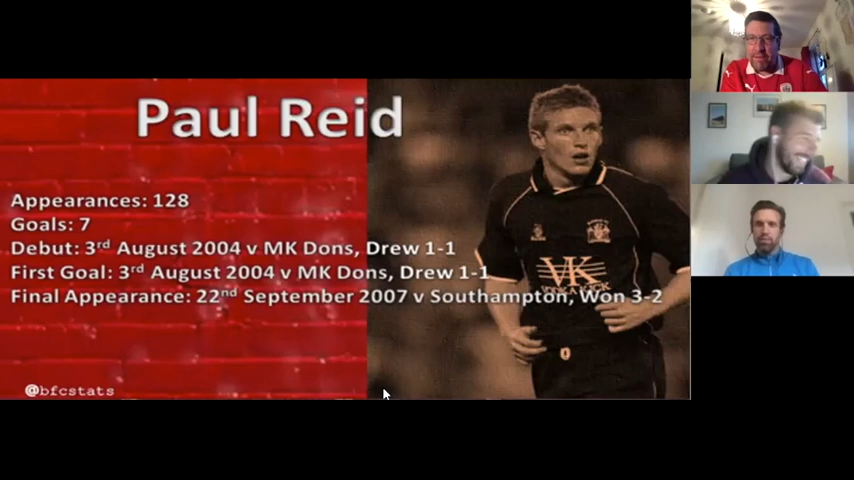 Paul Reid
Appearances: 128
Goals: 7
Debut: 3rd August 2004 v MK Dons, Drew 1-1
First Goal: 3rd August 2004 v MK Dons, Drew 1-1
Final Appearance: 22nd September 2007 v Southampton, Won 3-2
VK
@bfcstats